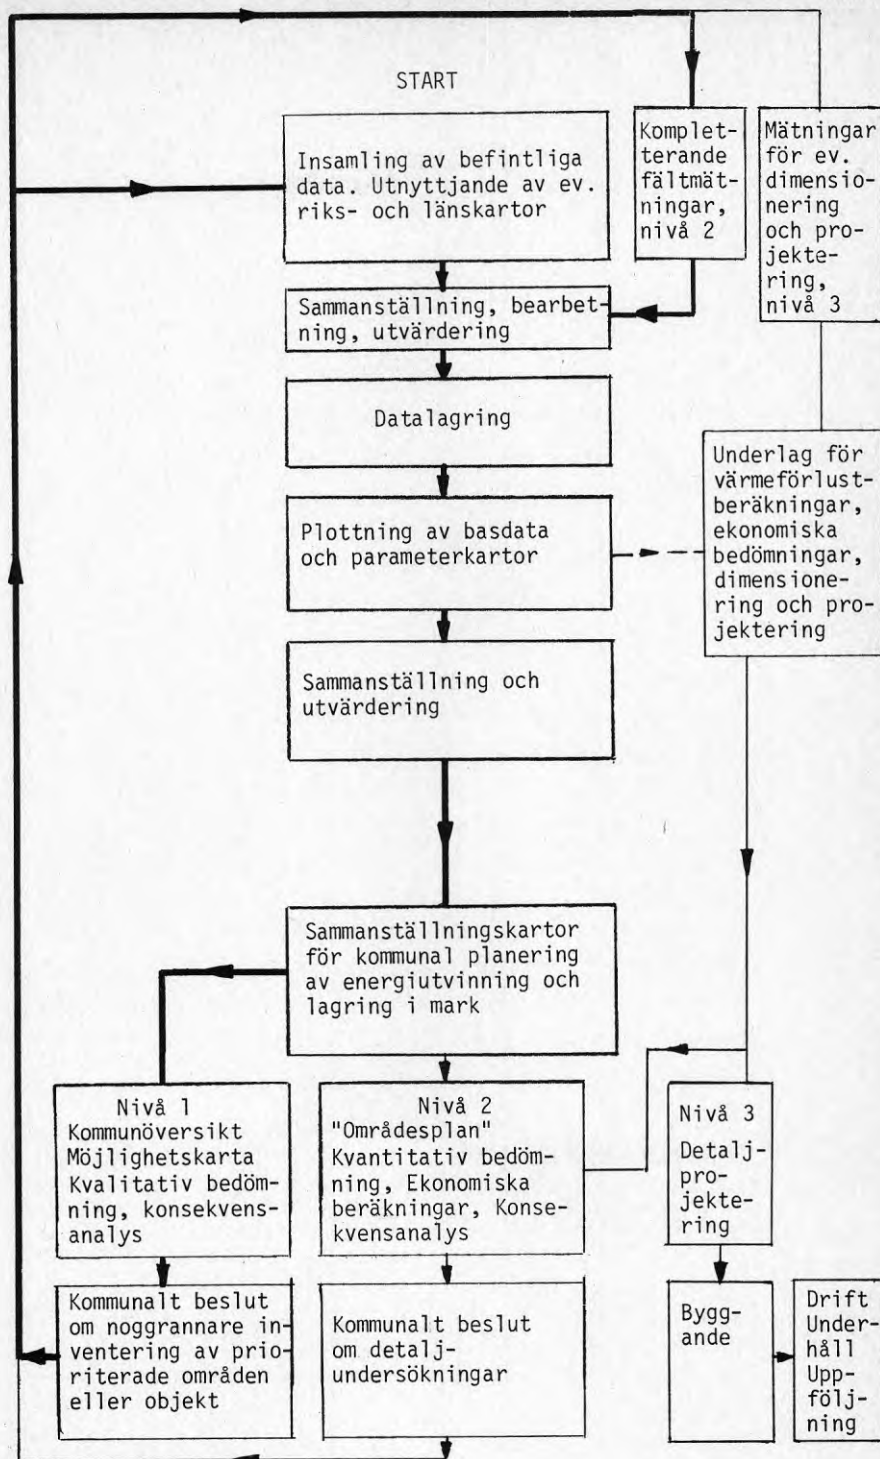 START
Insamling av befintliga
data. Utnyttjande av ev.
riks- och länskartor
Komplet-
terande
fältmät-
ningar,
nivå 2
Mätningar
för ev.
dimensio-
nering
och pro-
jekte-
ring,
nivå 3
Sammanställning, bearbet-
ning, utvärdering
Datalagring
Plottning av basdata
och parameterkartor
Underlag för
värmeförlust-
beräkningar,
ekonomiska
bedömningar,
dimensione-
ring och pro-
jektering
Sammanställning och
utvärdering
Sammanställningskartor
för kommunal planering
av energiutvinning och
lagring i mark
Nivå 1
Kommunöversikt
Möjlighetskarta
Kvalitativ bedöm-
ning, konsekvens-
analys
Nivå 2
"Områdesplan"
Kvantitativ bedöm-
ning, Ekonomiska
beräkningar, Konse-
kvensanalys
Nivå 3
Detalj-
pro-
jekte-
ring
Kommunalt beslut
om noggrannare in-
ventering av prio-
riterade områden
eller objekt
Kommunalt beslut
om detalj-
undersökningar
Bygg-
ande
Drift
Under-
håll
Upp-
följ-
ning